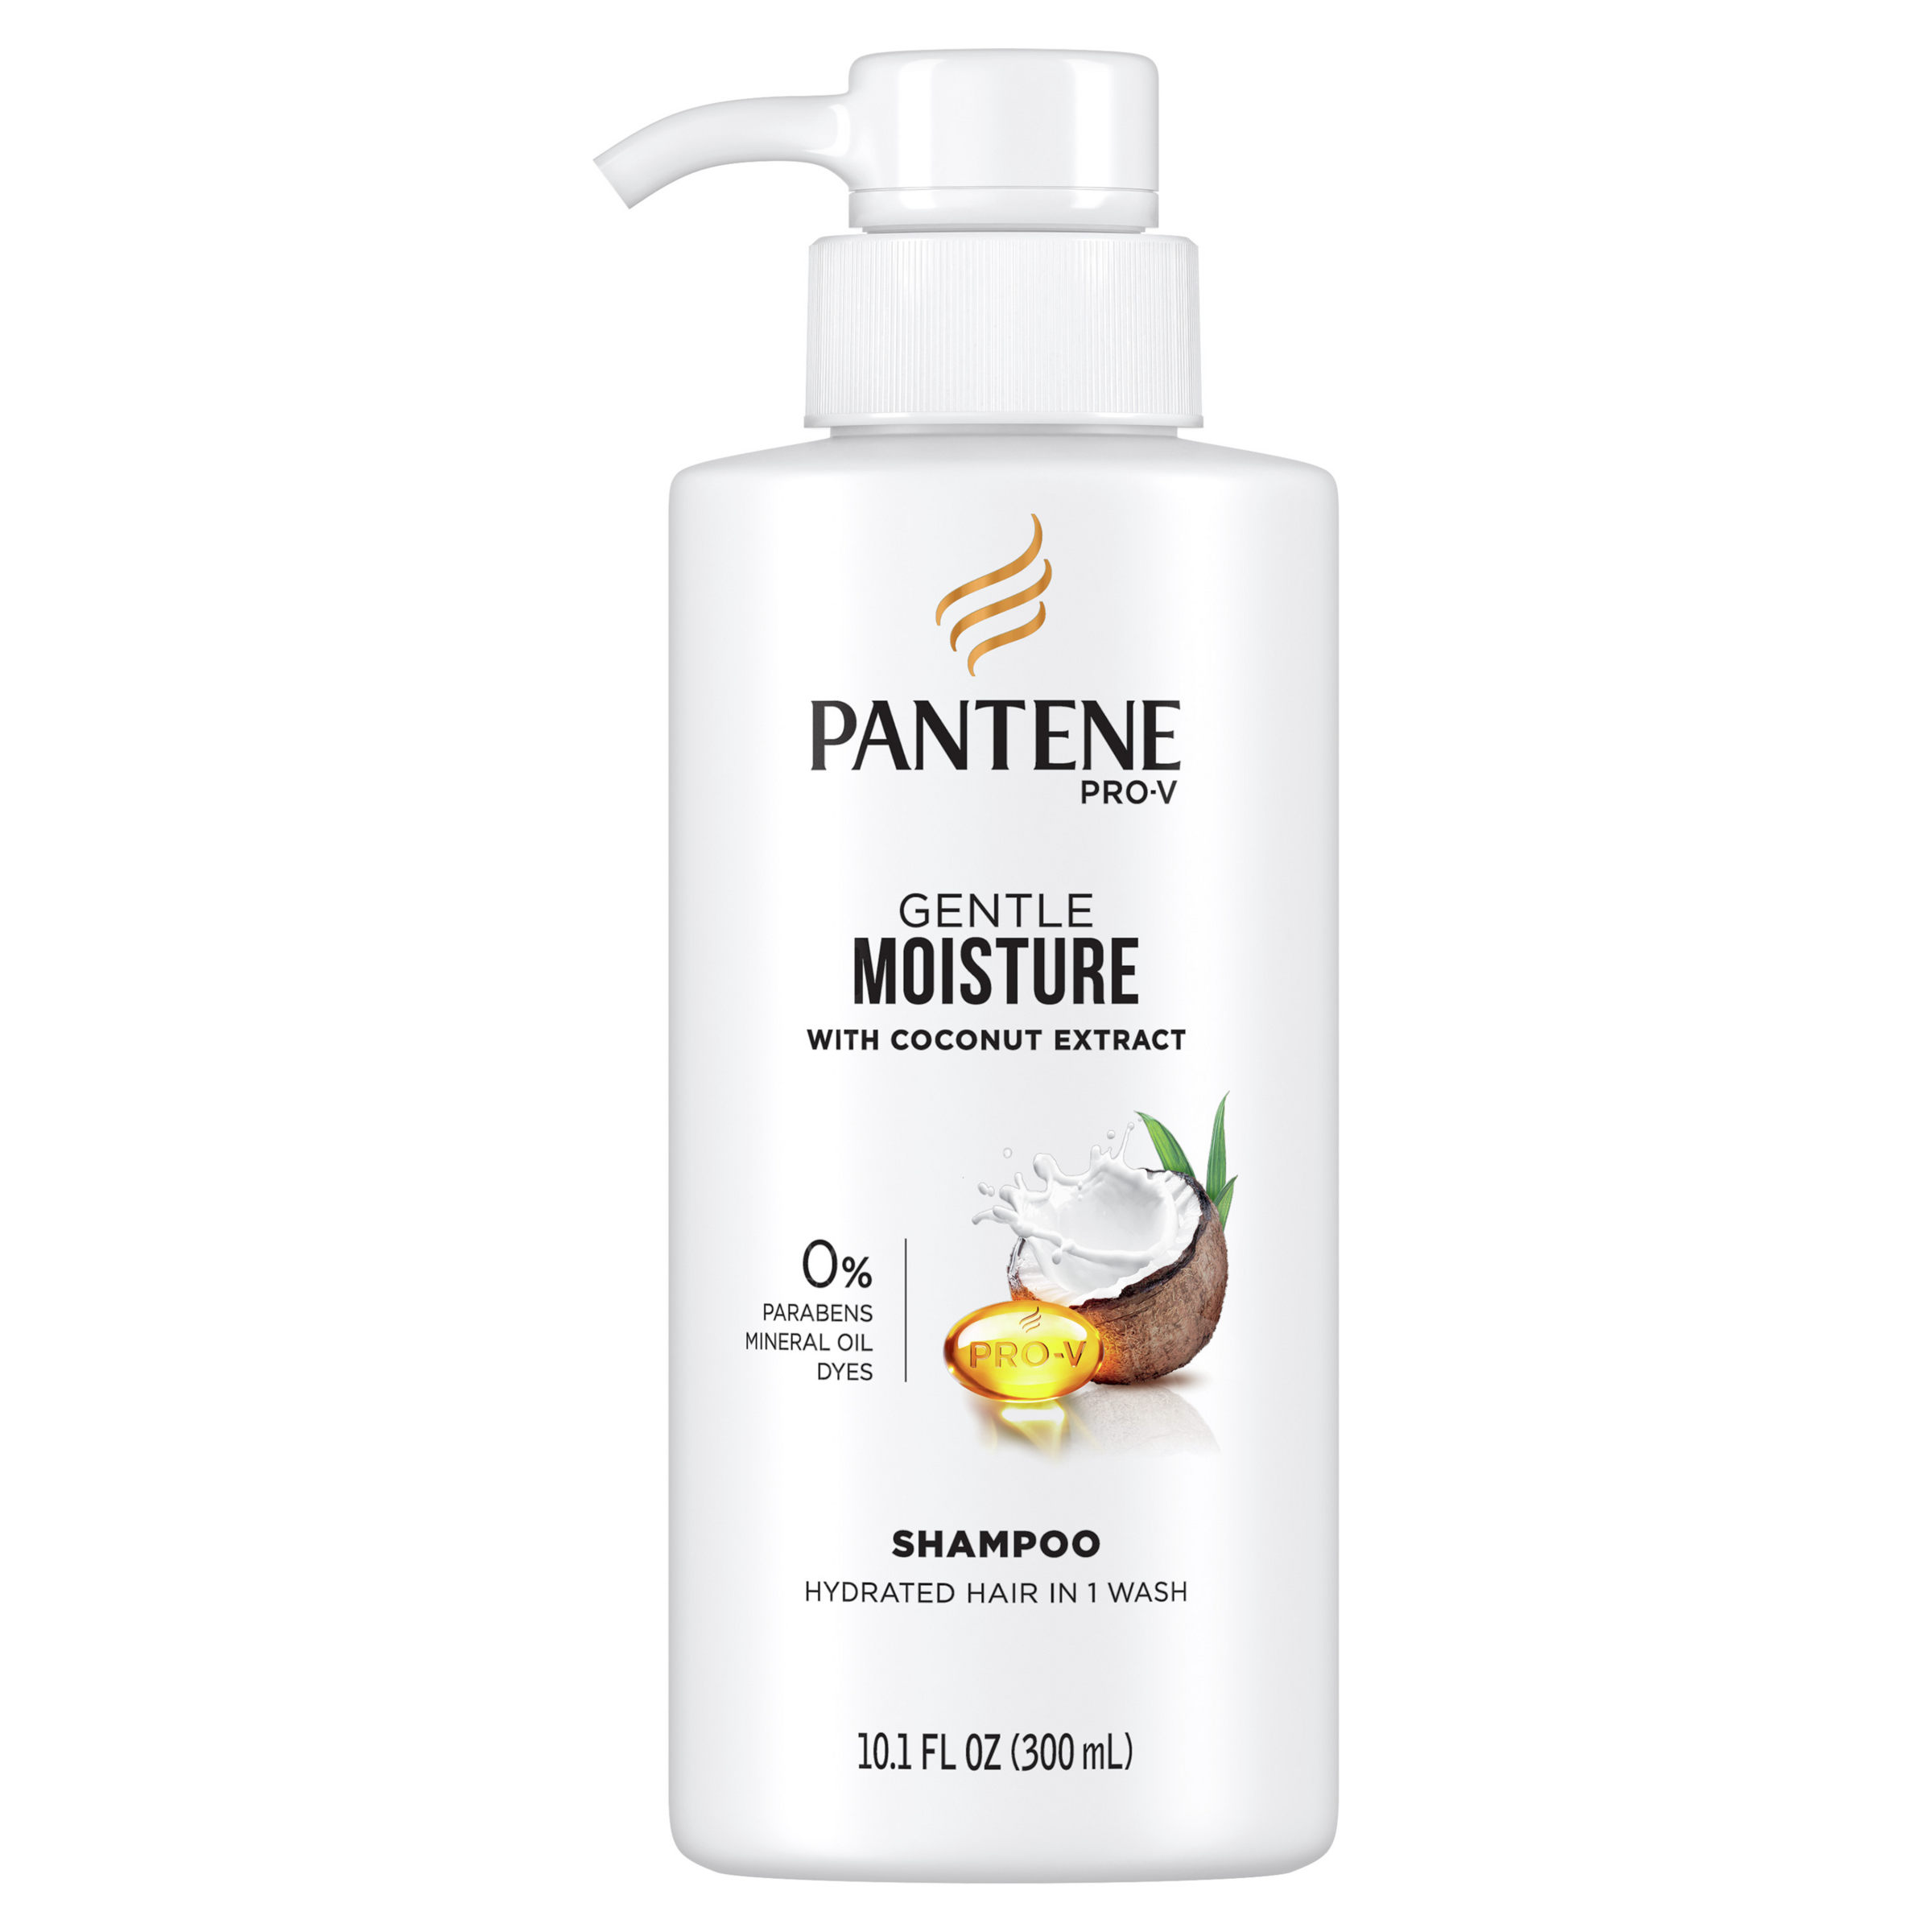 PANTENE
PRO-V
GENTLE
MOISTURE
WITH COCONUT EXTRACT
0%
PARABENS
MINERAL OIL
DYES
PRO-V
SHAMPOO
HYDRATED HAIR IN 1 WASH
10.1 FL OZ (300 mL)